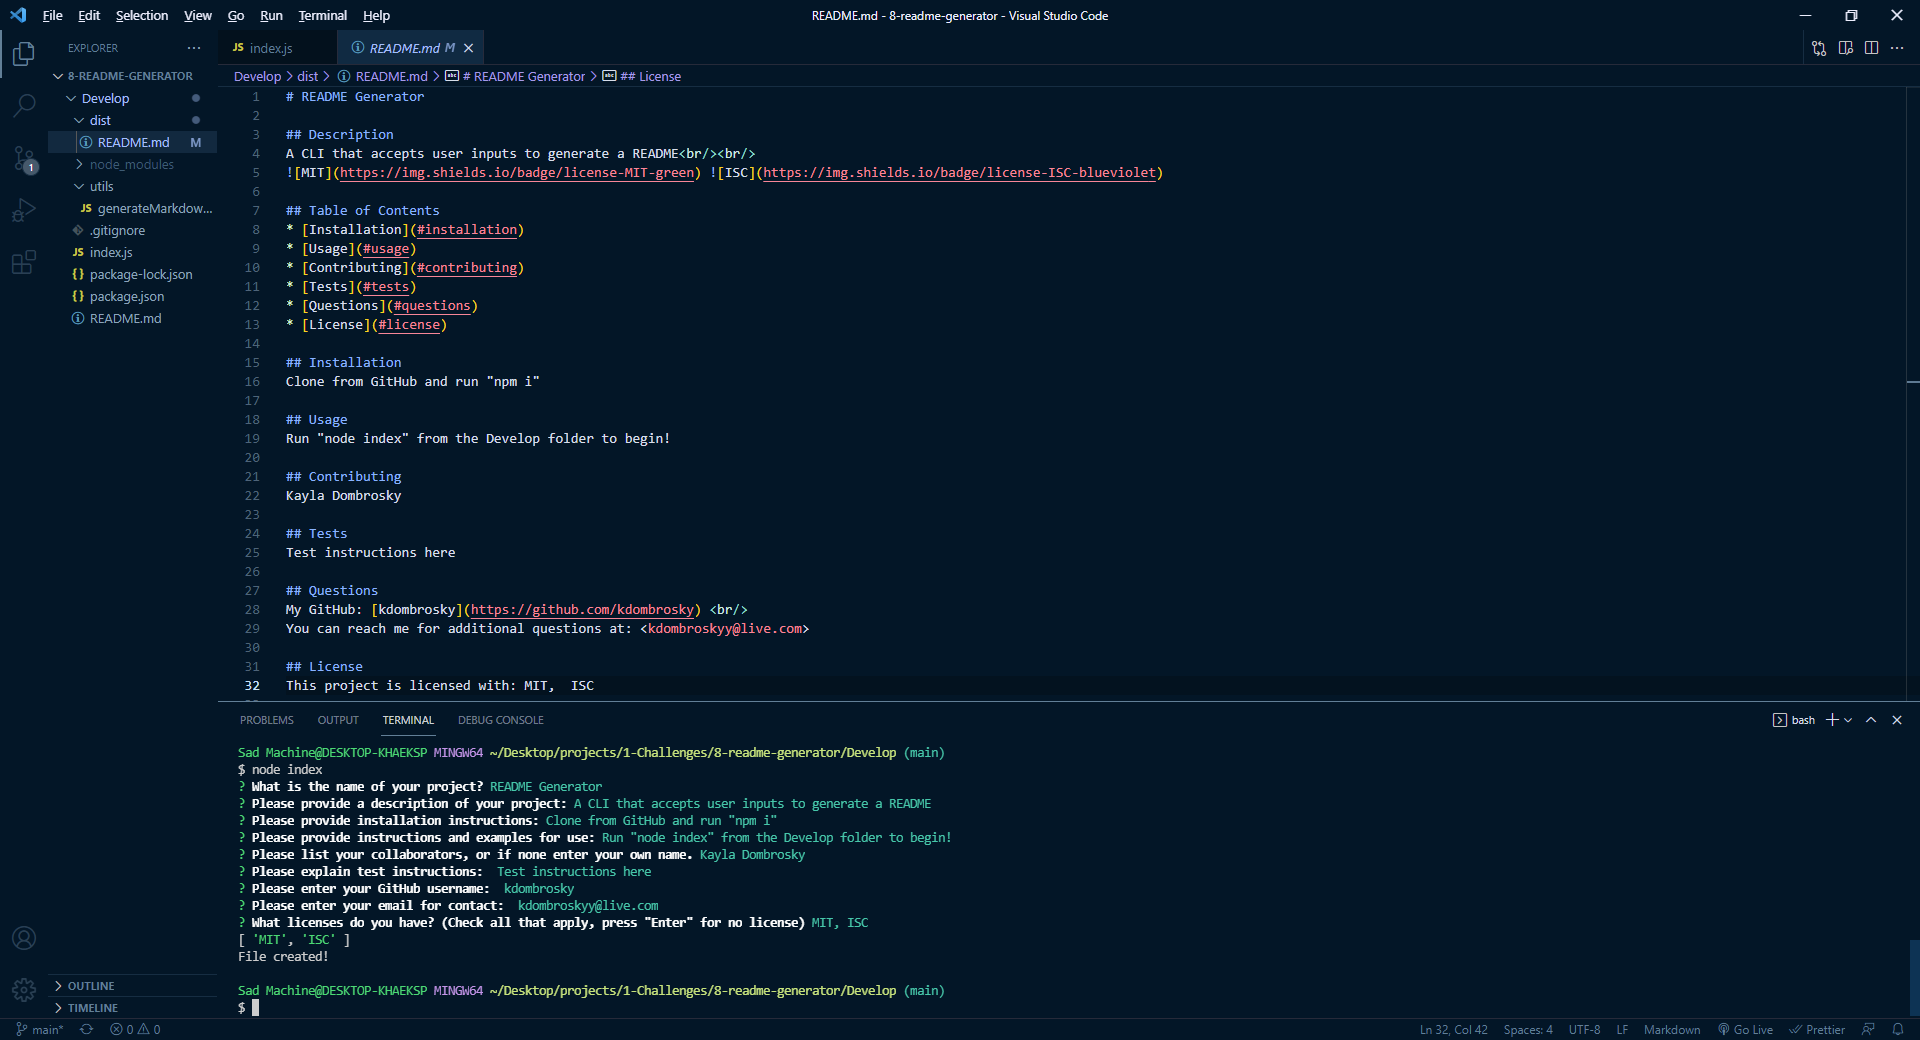 File Edit Selection View Go Run Terminal Help
README.md - 8-readme-generator - Visual Studio Code
EXPLORER ···
8-README-GENERATOR
Develop
dist
README.md M
node_modules
utils
JS generateMarkdow...
.gitignore
JS index.js
{} package-lock.json
{} package.json
README.md
OUTLINE
TIMELINE
1
JS index.js
README.md M
Develop > dist > README.md > # README Generator > ## License
1 # README Generator
2
3 ## Description
4 A CLI that accepts user inputs to generate a README<br/><br/>
5 ![MIT](https://img.shields.io/badge/license-MIT-green) ![ISC](https://img.shields.io/badge/license-ISC-blueviolet)
6
7 ## Table of Contents
8 * [Installation](#installation)
9 * [Usage](#usage)
10 * [Contributing](#contributing)
11 * [Tests](#tests)
12 * [Questions](#questions)
13 * [License](#license)
14
15 ## Installation
16 Clone from GitHub and run "npm i"
17
18 ## Usage
19 Run "node index" from the Develop folder to begin!
20
21 ## Contributing
22 Kayla Dombrosky
23
24 ## Tests
25 Test instructions here
26
27 ## Questions
28 My GitHub: [kdombrosky](https://github.com/kdombrosky) <br/>
29 You can reach me for additional questions at: <kdombroskyy@live.com>
30
31 ## License
32 This project is licensed with: MIT,  ISC
PROBLEMS OUTPUT TERMINAL DEBUG CONSOLE
bash
Sad Machine@DESKTOP-KHAEKSP MINGW64 ~/Desktop/projects/1-Challenges/8-readme-generator/Develop (main)
$ node index
? What is the name of your project? README Generator
? Please provide a description of your project: A CLI that accepts user inputs to generate a README
? Please provide installation instructions: Clone from GitHub and run "npm i"
? Please provide instructions and examples for use: Run "node index" from the Develop folder to begin!
? Please list your collaborators, or if none enter your own name. Kayla Dombrosky
? Please explain test instructions:  Test instructions here
? Please enter your GitHub username:  kdombrosky
? Please enter your email for contact:  kdombroskyy@live.com
? What licenses do you have? (Check all that apply, press "Enter" for no license) MIT, ISC
[ 'MIT', 'ISC' ]
File created!
Sad Machine@DESKTOP-KHAEKSP MINGW64 ~/Desktop/projects/1-Challenges/8-readme-generator/Develop (main)
$
main* 0 0
Ln 32, Col 42 Spaces: 4 UTF-8 LF Markdown Go Live Prettier